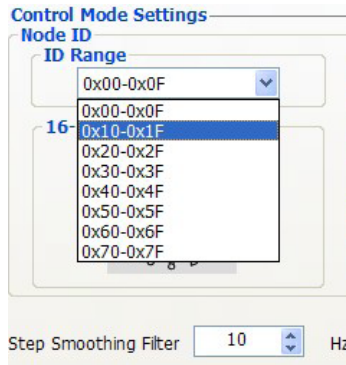 Control Mode Settings
Node ID
ID Range
0x00-0x0F
0x00-0x0F
16-
0x10-0x1F
0x20-0x2F
0x30-0x3F
0x40-0x4F
0x50-0x5F
0x60-0x6F
0x70-0x7F
Step Smoothing Filter 10 Hz